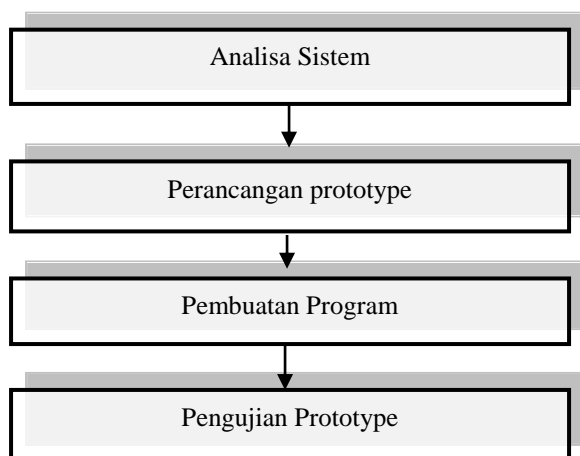 Analisa Sistem
Perancangan prototype
Pembuatan Program
Pengujian Prototype